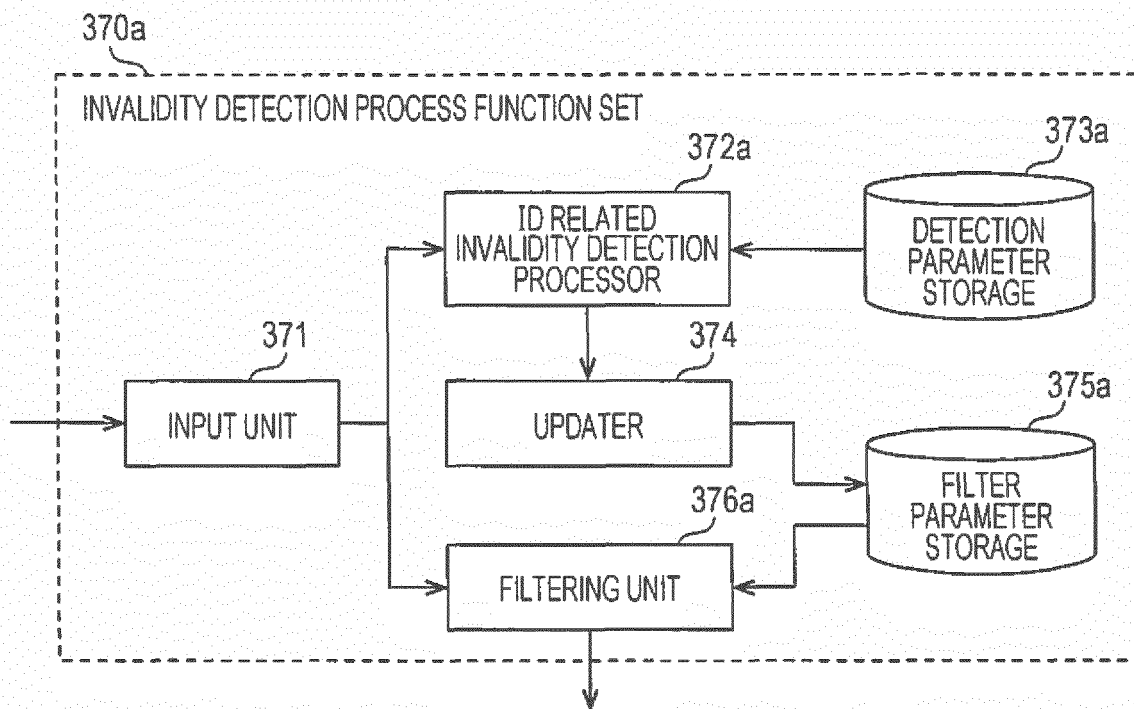 370a
INVALIDITY DETECTION PROCESS FUNCTION SET
372a
ID RELATED
INVALIDITY DETECTION
PROCESSOR
373a
DETECTION
PARAMETER
STORAGE
371
INPUT UNIT
374
UPDATER
375a
FILTER
PARAMETER
STORAGE
376a
FILTERING UNIT